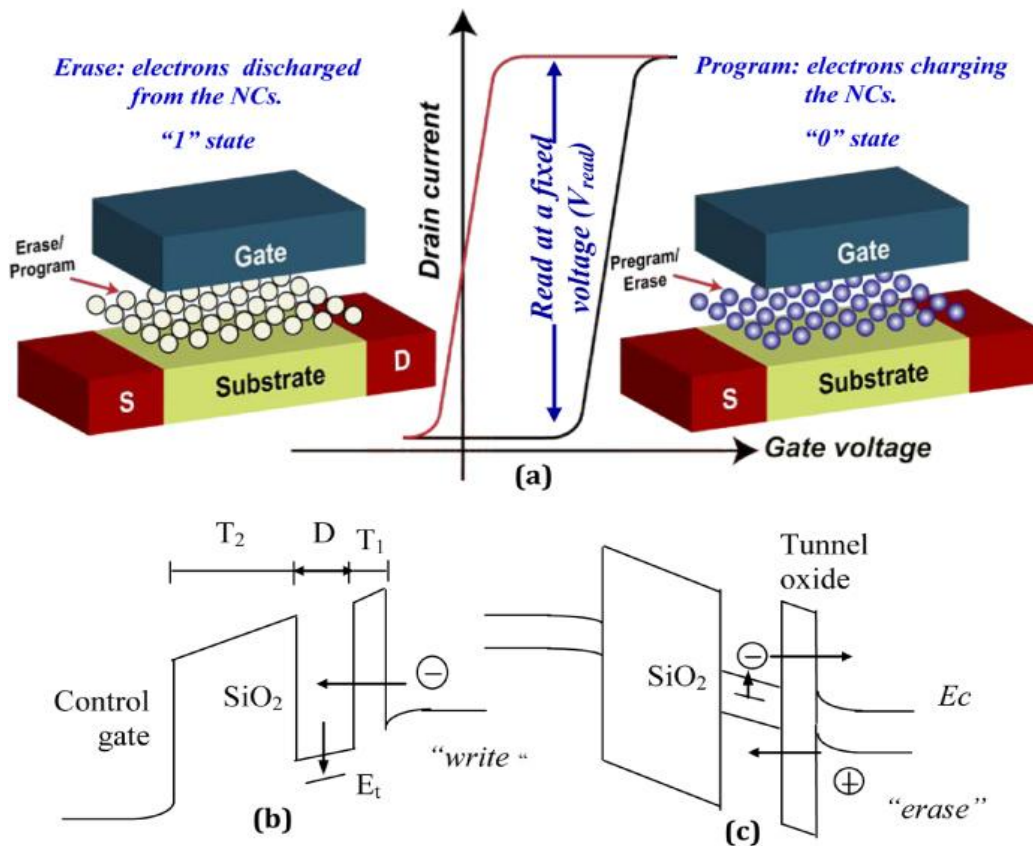 Erase: electrons discharged
from the NCs.
“1” state
Erase/
Program
Gate
Substrate
S
D
Drain current
Read at a fixed
voltage (Vread)
Gate voltage
(a)
Program: electrons charging
the NCs.
“0” state
Pregram/
Erase
Gate
Substrate
S
T2
D
T1
Control
gate
SiO2
Et
“write “
(b)
Tunnel
oxide
SiO2
Ec
“erase”
(c)